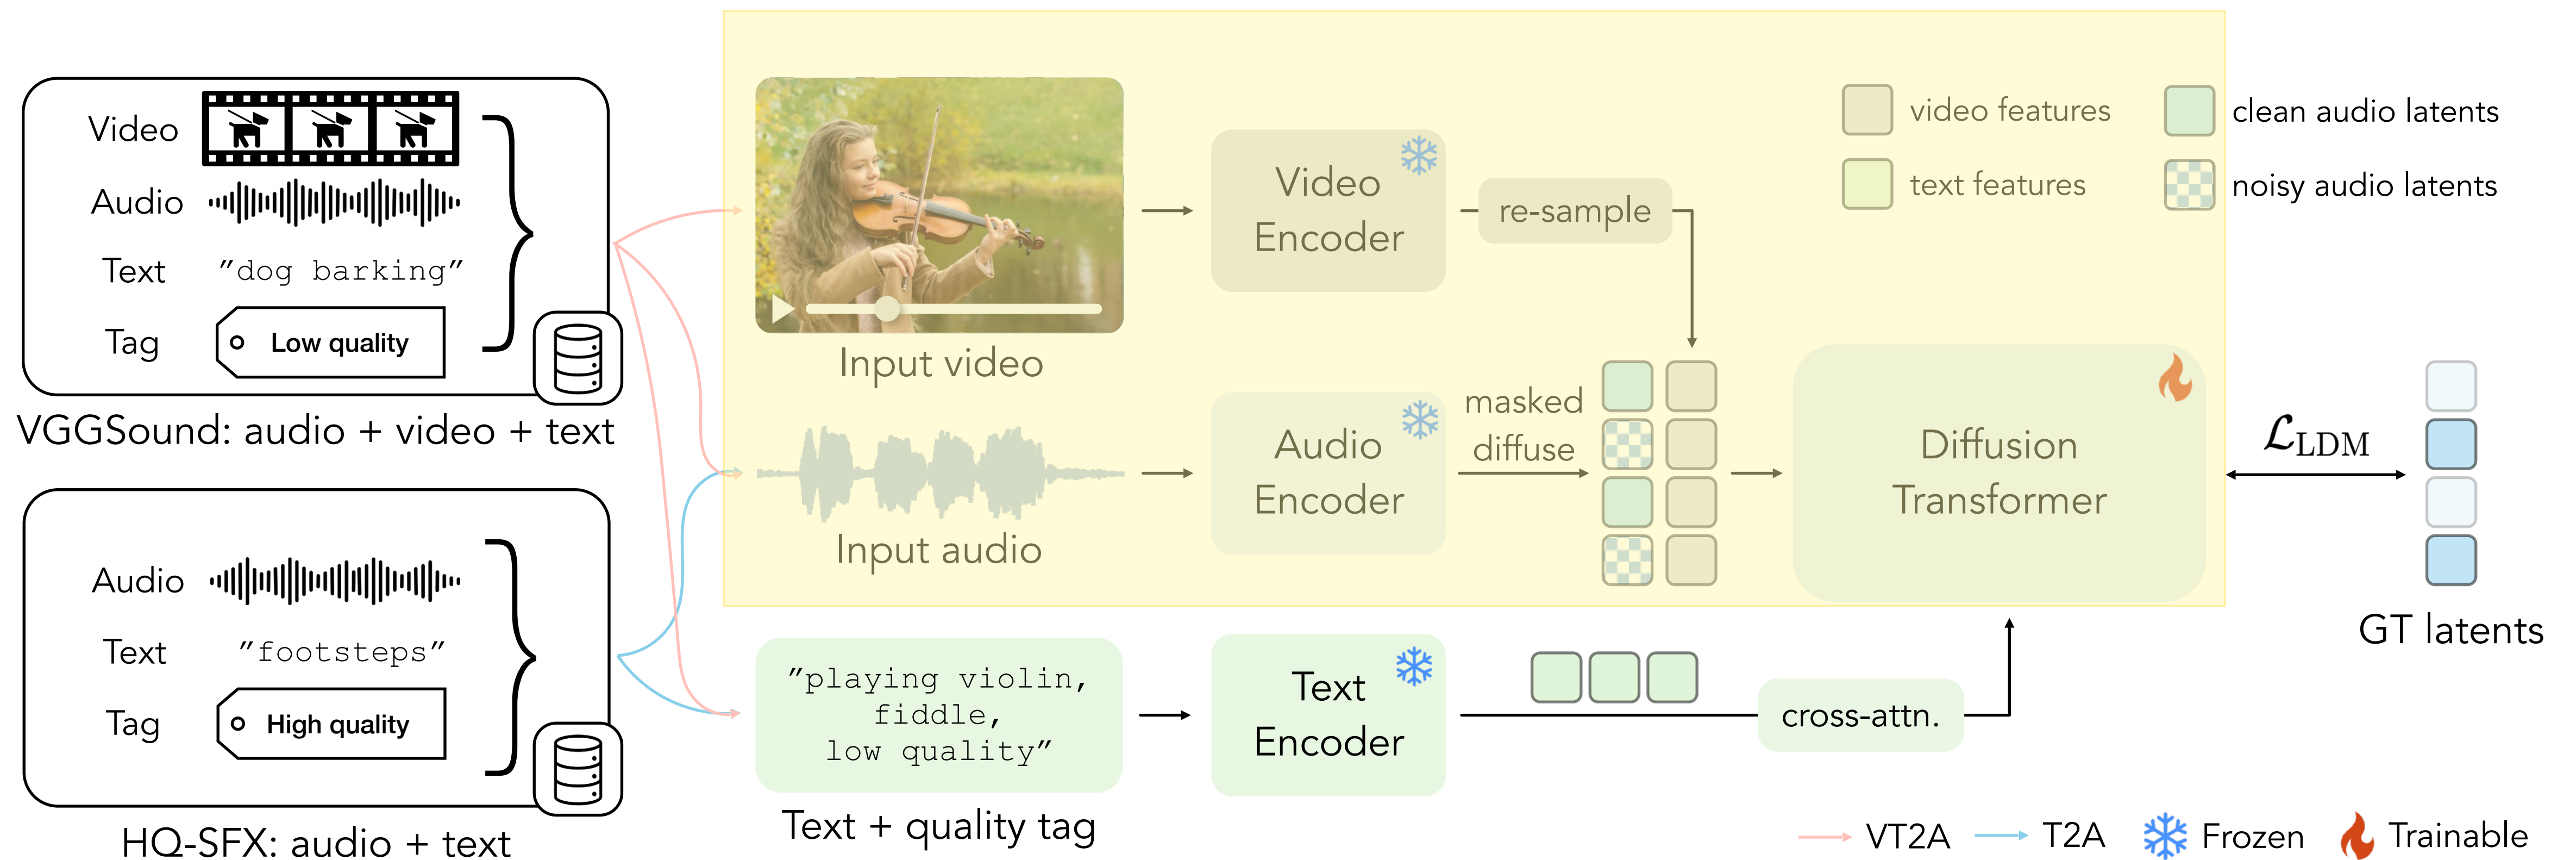 Video
Audio
Text
"dog barking"
Tag
Low quality
VGGSound: audio + video + text
Audio
Text
"footsteps"
Tag
High quality
HQ-SFX: audio + text
Input video
Input audio
"playing violin,
fiddle,
low quality"
Text + quality tag
Video
Encoder
re-sample
Audio
Encoder
masked
diffuse
Text
Encoder
cross-attn.
Diffusion
Transformer
video features
clean audio latents
text features
noisy audio latents
ℒLDM
GT latents
VT2A
T2A
Frozen
Trainable